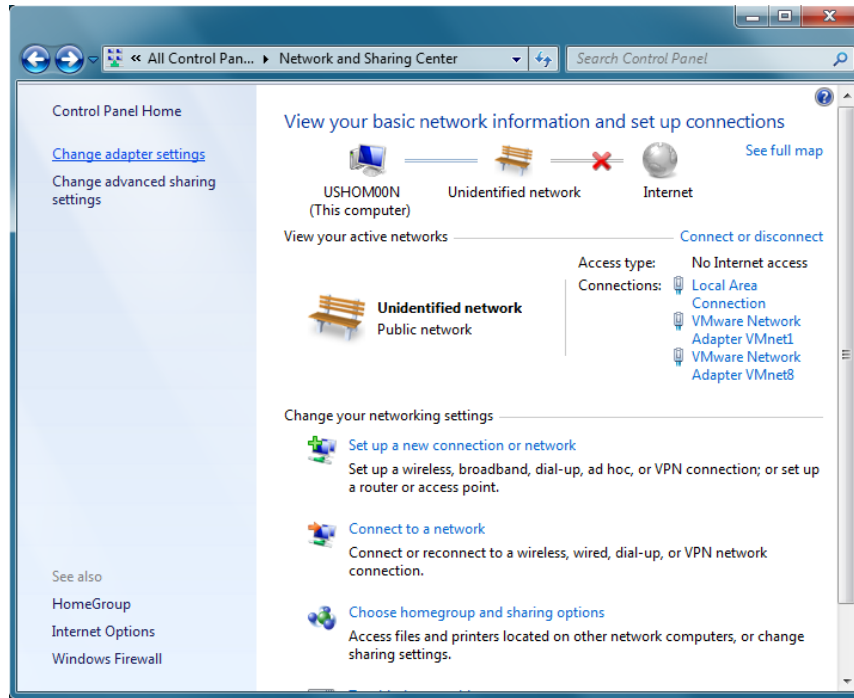 « All Control Pan... ▸ Network and Sharing Center
Search Control Panel
Control Panel Home
Change adapter settings
Change advanced sharing
settings
View your basic network information and set up connections
See full map
USHOM00N
(This computer)
Unidentified network
Internet
View your active networks
Connect or disconnect
Unidentified network
Public network
Access type: No Internet access
Connections: Local Area
Connection
VMware Network
Adapter VMnet1
VMware Network
Adapter VMnet8
Change your networking settings
Set up a new connection or network
Set up a wireless, broadband, dial-up, ad hoc, or VPN connection; or set up
a router or access point.
Connect to a network
Connect or reconnect to a wireless, wired, dial-up, or VPN network
connection.
Choose homegroup and sharing options
Access files and printers located on other network computers, or change
sharing settings.
See also
HomeGroup
Internet Options
Windows Firewall